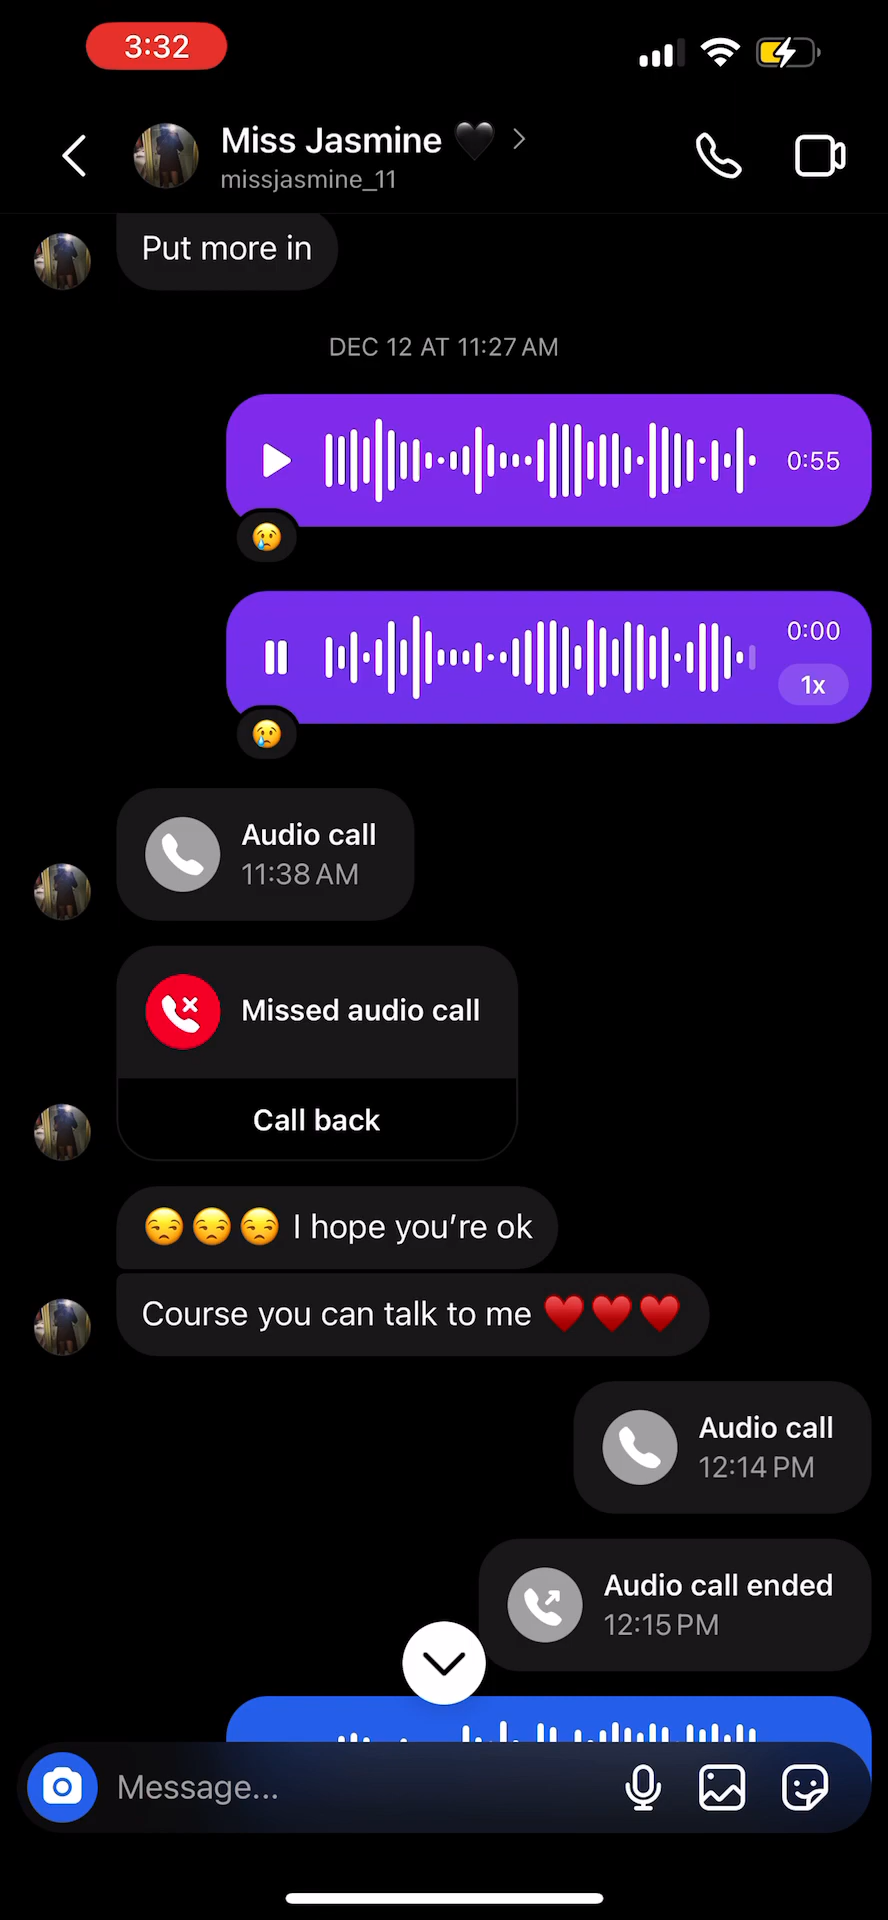 3:32
Miss Jasmine 🖤
missjasmine_11
Put more in
DEC 12 AT 11:27 AM
0:55
😢
0:00
1x
😢
Audio call
11:38 AM
Missed audio call
Call back
😒😒😒 I hope you’re ok
Course you can talk to me ♥️♥️♥️
Audio call
12:14 PM
Audio call ended
12:15 PM
Message...